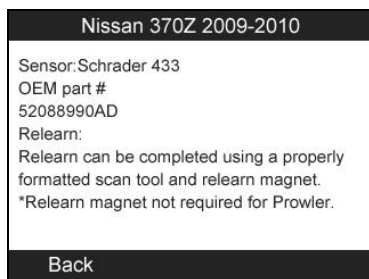 Nissan 370Z 2009-2010
Sensor:Schrader 433
OEM part #
52088990AD
Relearn:
Relearn can be completed using a properly
formatted scan tool and relearn magnet.
*Relearn magnet not required for Prowler.
Back